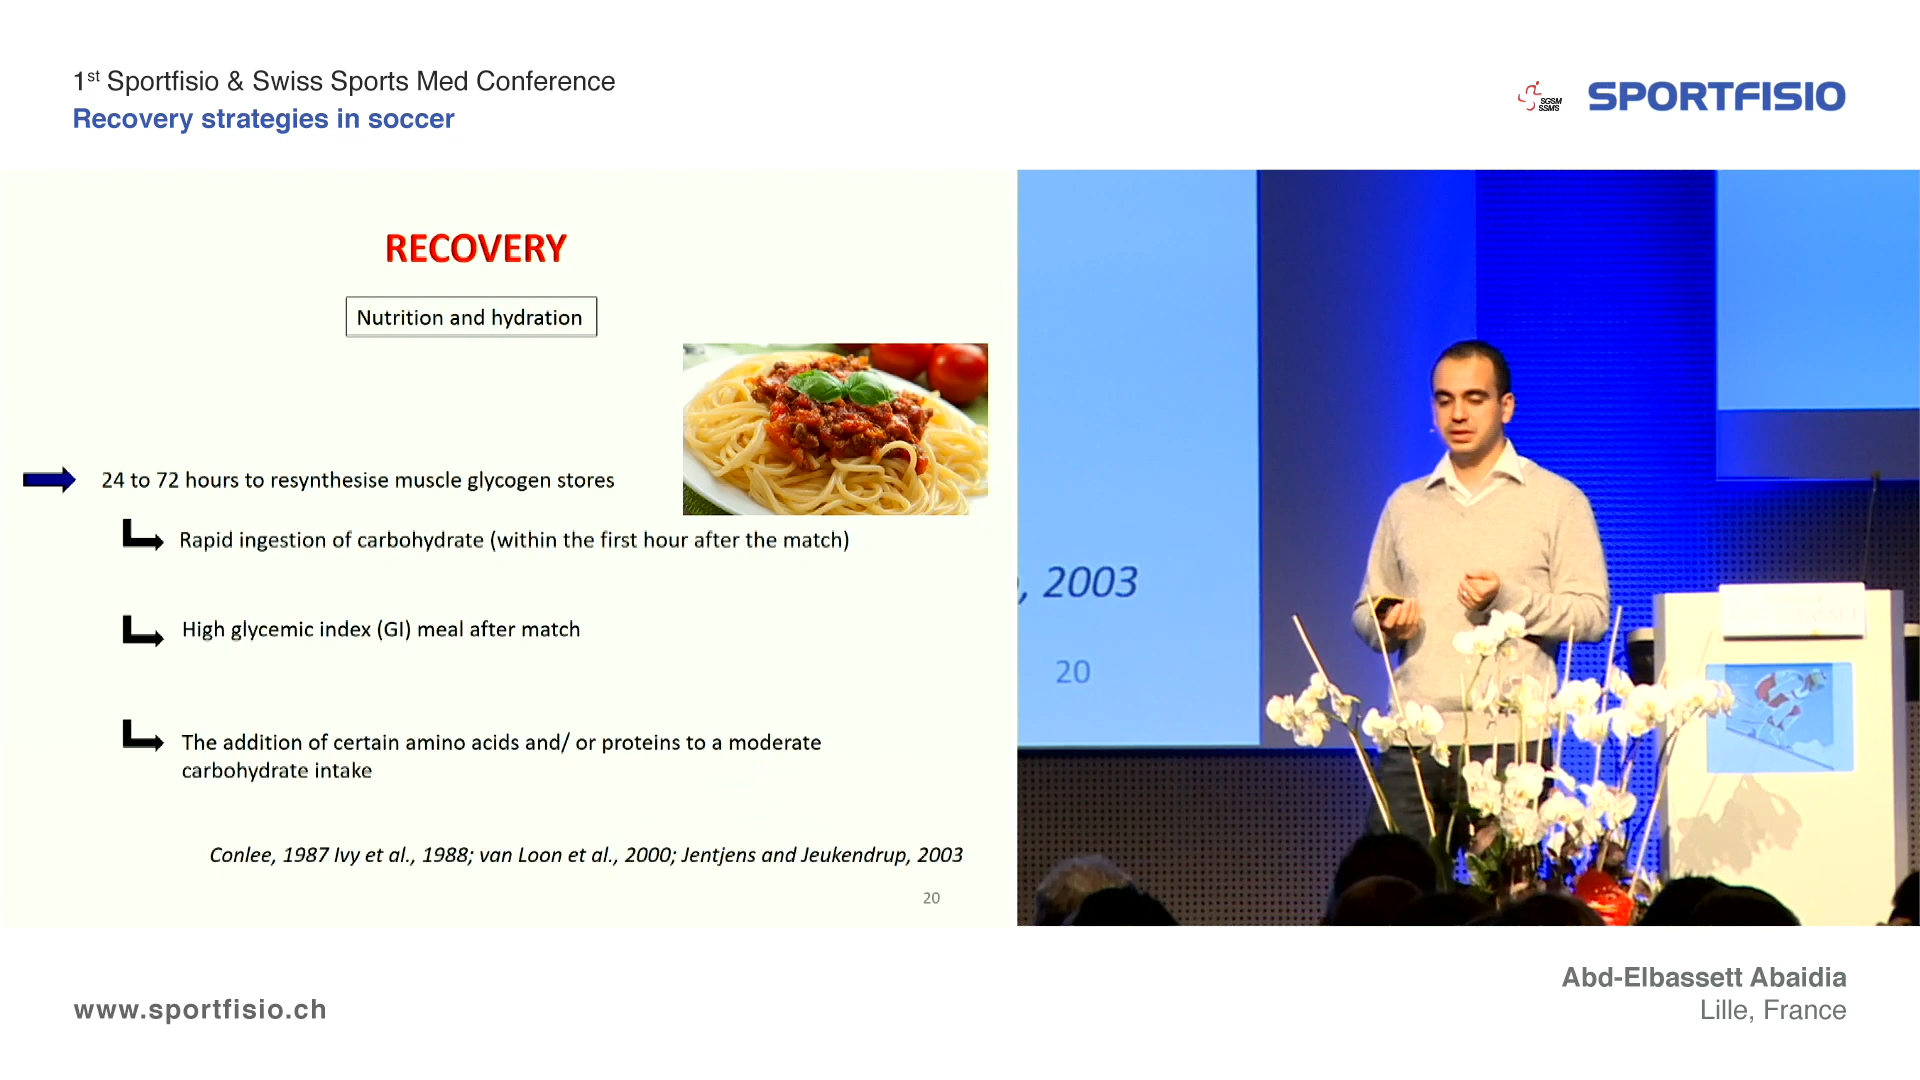 1st Sportfisio & Swiss Sports Med Conference
Recovery strategies in soccer
SGSM
SSMS
SPORTFISIO
RECOVERY
Nutrition and hydration
24 to 72 hours to resynthesise muscle glycogen stores
Rapid ingestion of carbohydrate (within the first hour after the match)
High glycemic index (GI) meal after match
The addition of certain amino acids and/ or proteins to a moderate
carbohydrate intake
Conlee, 1987 Ivy et al., 1988; van Loon et al., 2000; Jentjens and Jeukendrup, 2003
20
, 2003
20
www.sportfisio.ch
Abd-Elbassett Abaidia
Lille, France